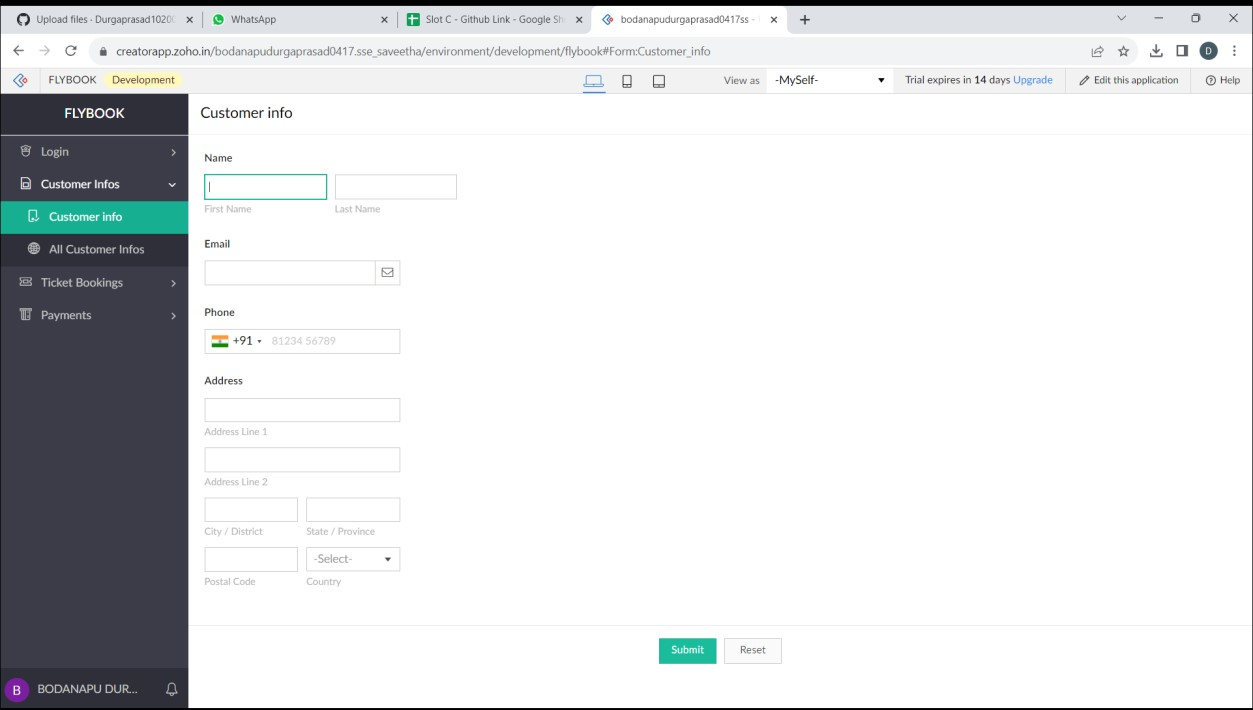 Upload files · Durgaprasad1020
WhatsApp
Slot C - Github Link - Google Sh
bodanapudurgaprasad0417ss -
creatorapp.zoho.in/bodanapudurgaprasad0417.sse_saveetha/environment/development/flybook#Form:Customer_info
D
FLYBOOK
Development
View as
-MySelf-
Trial expires in 14 days Upgrade
Edit this application
Help
FLYBOOK
Login
Customer Infos
Customer info
All Customer Infos
Ticket Bookings
Payments
B
BODANAPU DUR...
Customer info
Name
First Name
Last Name
Email
Phone
+91
81234 56789
Address
Address Line 1
Address Line 2
City / District
State / Province
-Select-
Postal Code
Country
Submit
Reset